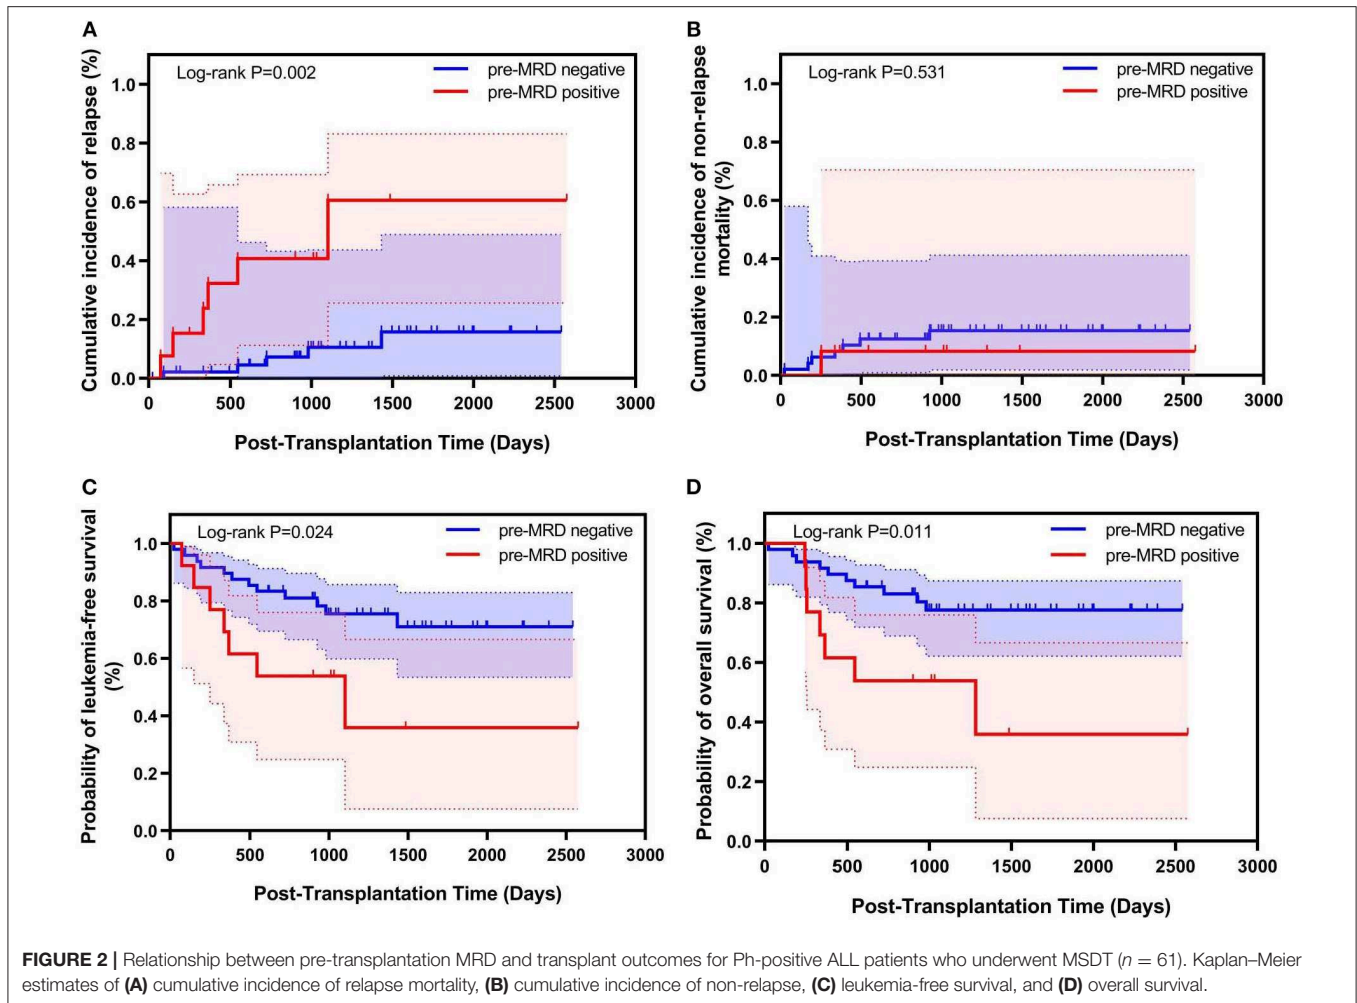 A
Cumulative incidence of relapse (%)
Log-rank P=0.002
pre-MRD negative
pre-MRD positive
1.0
0.8
0.6
0.4
0.2
0.0
0 500 1000 1500 2000 2500 3000
Post-Transplantation Time (Days)
B
Cumulative incidence of non-relapse
mortality (%)
Log-rank P=0.531
pre-MRD negative
pre-MRD positive
1.0
0.8
0.6
0.4
0.2
0.0
0 500 1000 1500 2000 2500 3000
Post-Transplantation Time (Days)
C
Probability of leukemia-free survival
(%)
Log-rank P=0.024
pre-MRD negative
pre-MRD positive
1.0
0.8
0.6
0.4
0.2
0.0
0 500 1000 1500 2000 2500 3000
Post-Transplantation Time (Days)
D
Probability of overall survival (%)
Log-rank P=0.011
pre-MRD negative
pre-MRD positive
1.0
0.8
0.6
0.4
0.2
0.0
0 500 1000 1500 2000 2500 3000
Post-Transplantation Time (Days)
FIGURE 2 | Relationship between pre-transplantation MRD and transplant outcomes for Ph-positive ALL patients who underwent MSDT (n = 61). Kaplan–Meier
estimates of (A) cumulative incidence of relapse mortality, (B) cumulative incidence of non-relapse, (C) leukemia-free survival, and (D) overall survival.